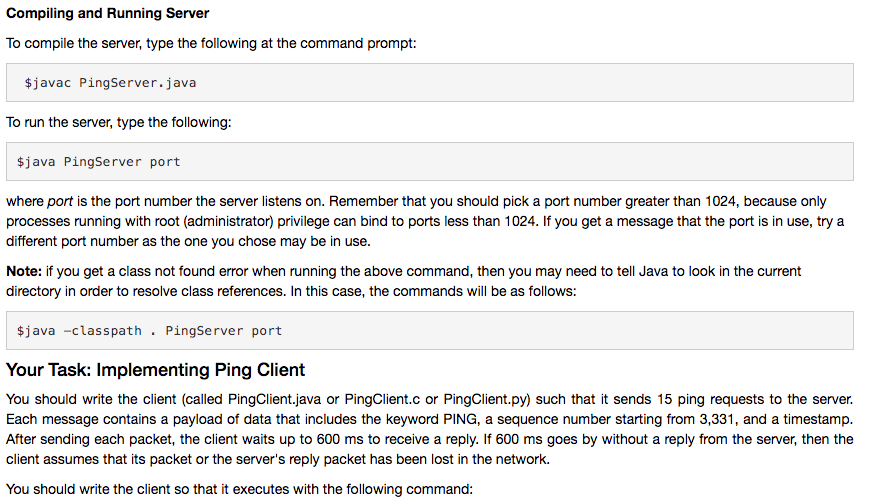 Compiling and Running Server
To compile the server, type the following at the command prompt:
$javac PingServer.java
To run the server, type the following:
$java PingServer port
where port is the port number the server listens on. Remember that you should pick a port number greater than 1024, because only
processes running with root (administrator) privilege can bind to ports less than 1024. If you get a message that the port is in use, try a
different port number as the one you chose may be in use.
Note: if you get a class not found error when running the above command, then you may need to tell Java to look in the current
directory in order to resolve class references. In this case, the commands will be as follows:
$java –classpath . PingServer port
Your Task: Implementing Ping Client
You should write the client (called PingClient.java or PingClient.c or PingClient.py) such that it sends 15 ping requests to the server.
Each message contains a payload of data that includes the keyword PING, a sequence number starting from 3,331, and a timestamp.
After sending each packet, the client waits up to 600 ms to receive a reply. If 600 ms goes by without a reply from the server, then the
client assumes that its packet or the server's reply packet has been lost in the network.
You should write the client so that it executes with the following command: